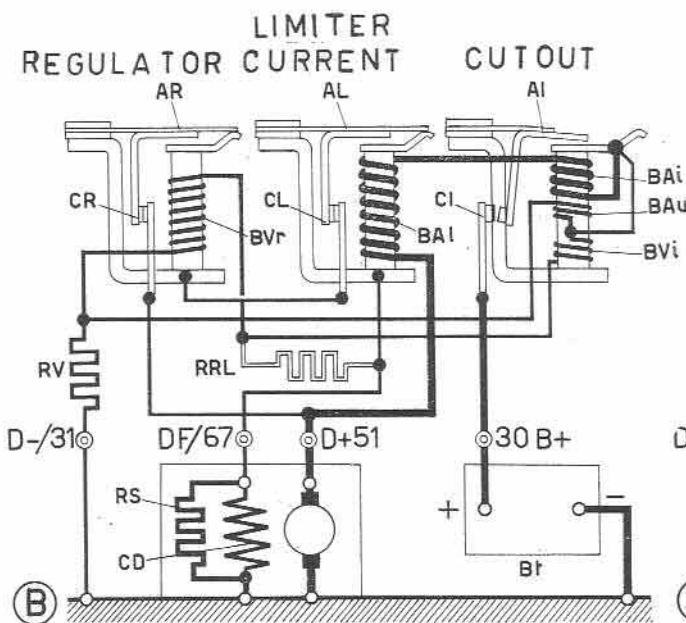 LIMITER
REGULATOR CURRENT CUTOUT
AR AL AI
CR CL CI
BVr BAl BAi
BAu
BVi
RV RRL
D-/31 DF/67 D+51 30 B+ D
RS
CD
+ -
Bt
B